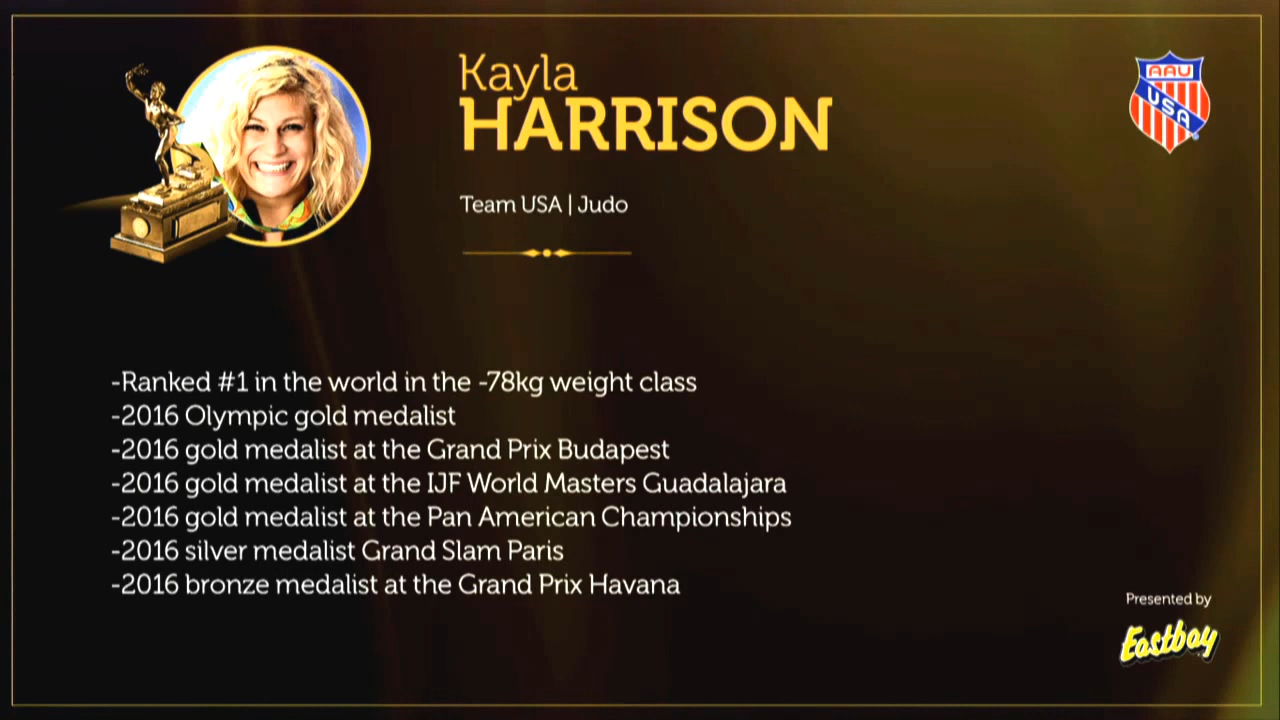 Kayla
HARRISON
AAU
USA
Team USA | Judo
-Ranked #1 in the world in the -78kg weight class
-2016 Olympic gold medalist
-2016 gold medalist at the Grand Prix Budapest
-2016 gold medalist at the IJF World Masters Guadalajara
-2016 gold medalist at the Pan American Championships
-2016 silver medalist Grand Slam Paris
-2016 bronze medalist at the Grand Prix Havana
Presented by
Eastbay